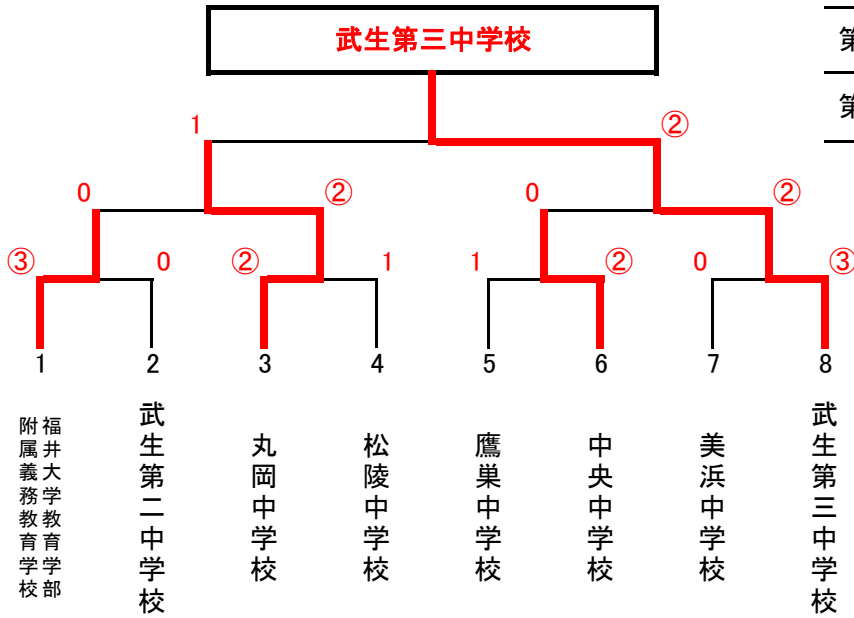 武生第三中学校
第
第
1 ②
0 ② 0 ②
③ 0 ② 1 1 ② 0 ③
1 2 3 4 5 6 7 8
福井大学教育学部
附属義務教育学校
武生第二中学校
丸岡中学校
松陵中学校
鷹巣中学校
中央中学校
美浜中学校
武生第三中学校